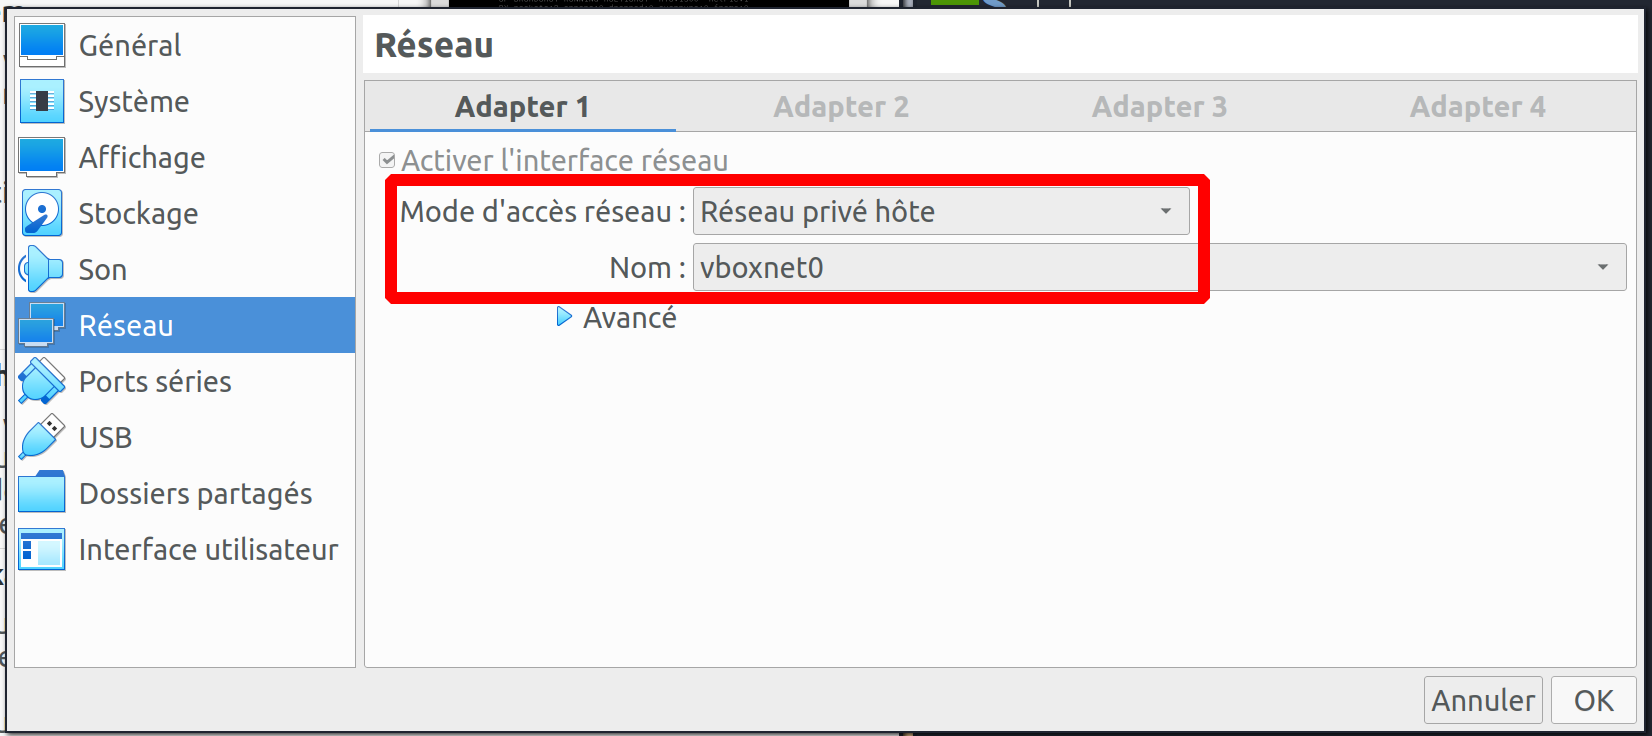 Général
Système
Affichage
Stockage
Son
Réseau
Ports séries
USB
Dossiers partagés
Interface utilisateur
Réseau
Adapter 1 Adapter 2 Adapter 3 Adapter 4
Activer l'interface réseau
Mode d'accès réseau : Réseau privé hôte
Nom : vboxnet0
Avancé
Annuler OK